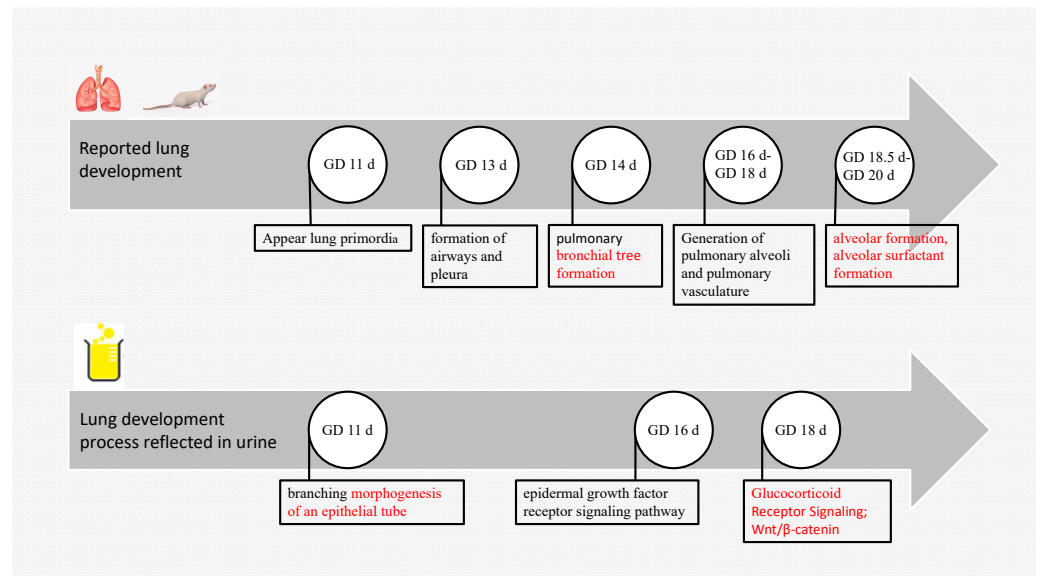 Reported lung
development
GD 11 d
GD 13 d
GD 14 d
GD 16 d-
GD 18 d
GD 18.5 d-
GD 20 d
Appear lung primordia
formation of
airways and
pleura
pulmonary
bronchial tree
formation
Generation of
pulmonary alveoli
and pulmonary
vasculature
alveolar formation,
alveolar surfactant
formation
Lung development
process reflected in urine
GD 11 d
GD 16 d
GD 18 d
branching morphogenesis
of an epithelial tube
epidermal growth factor
receptor signaling pathway
Glucocorticoid
Receptor Signaling;
Wnt/β-catenin